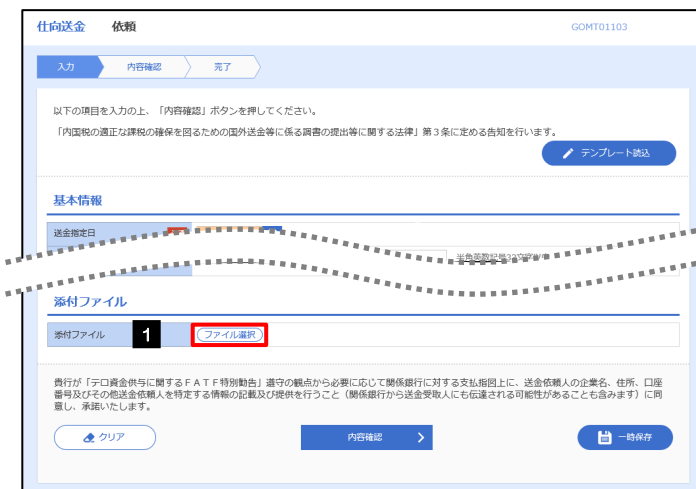 仕向送金 依頼 GOMT01103
入力 内容確認 完了
以下の項目を入力の上、「内容確認」ボタンを押してください。
「内国税の適正な課税の確保を図るための国外送金等に係る調書の提出等に関する法律」第３条に定める告知を行います。
テンプレート読込
基本情報
送金指定日
添付ファイル
添付ファイル 1 ファイル選択
貴行が「テロ資金供与に関するＦＡＴＦ特別勧告」遵守の観点から必要に応じて関係銀行に対する支払指図上に、送金依頼人の企業名、住所、口座
番号及びその他送金依頼人を特定する情報の記載及び提供を行うこと（関係銀行から送金受取人にも伝達される可能性があることも含みます）に同
意し、承諾いたします。
クリア 内容確認 一時保存